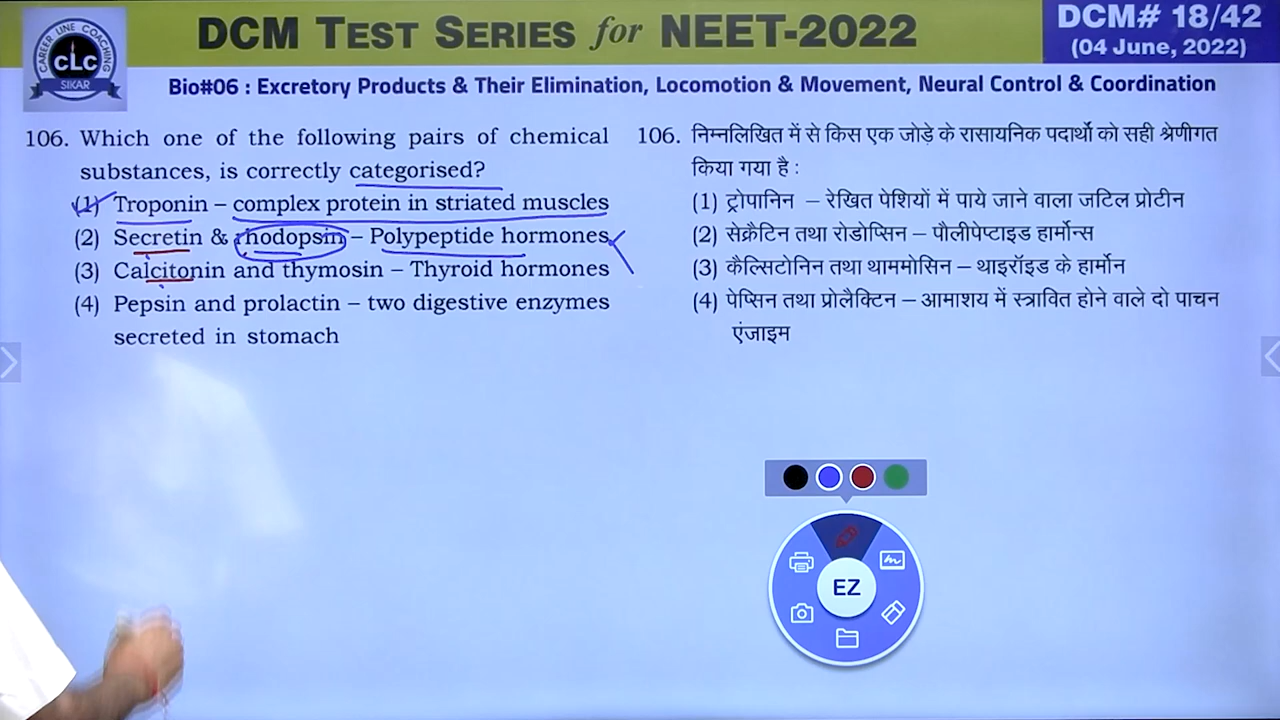 CAREER LINE COACHING
CLC
SIKAR
DCM TEST SERIES for NEET-2022
DCM# 18/42
(04 June, 2022)
Bio#06 : Excretory Products & Their Elimination, Locomotion & Movement, Neural Control & Coordination
106. Which one of the following pairs of chemical
substances, is correctly categorised?
(1) Troponin – complex protein in striated muscles
(2) Secretin & rhodopsin – Polypeptide hormones
(3) Calcitonin and thymosin – Thyroid hormones
(4) Pepsin and prolactin – two digestive enzymes
secreted in stomach
106. निम्नलिखित में से किस एक जोड़े के रासायनिक पदार्थों को सही श्रेणीगत
किया गया है :
(1) ट्रोपानिन – रेखित पेशियों में पाये जाने वाला जटिल प्रोटीन
(2) सेक्रैटिन तथा रोडोप्सिन – पौलीपेप्टाइड हार्मोन्स
(3) कैल्सिटोनिन तथा थाममोसिन – थाइरॉइड के हार्मोन
(4) पेप्सिन तथा प्रोलैक्टिन – आमाशय में स्त्रावित होने वाले दो पाचन
एंजाइम
EZ